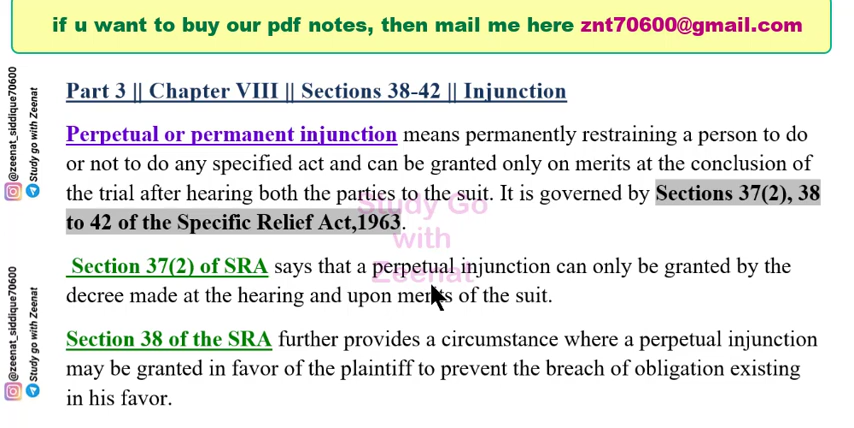 if u want to buy our pdf notes, then mail me here znt70600@gmail.com
Part 3 || Chapter VIII || Sections 38-42 || Injunction
Perpetual or permanent injunction means permanently restraining a person to do
or not to do any specified act and can be granted only on merits at the conclusion of
the trial after hearing both the parties to the suit. It is governed by Sections 37(2), 38
to 42 of the Specific Relief Act,1963.
Section 37(2) of SRA says that a perpetual injunction can only be granted by the
decree made at the hearing and upon merits of the suit.
Section 38 of the SRA further provides a circumstance where a perpetual injunction
may be granted in favor of the plaintiff to prevent the breach of obligation existing
in his favor.
Study Go
with
Zeenat
@zeenat_siddique70600
Study go with Zeenat
@zeenat_siddique70600
Study go with Zeenat